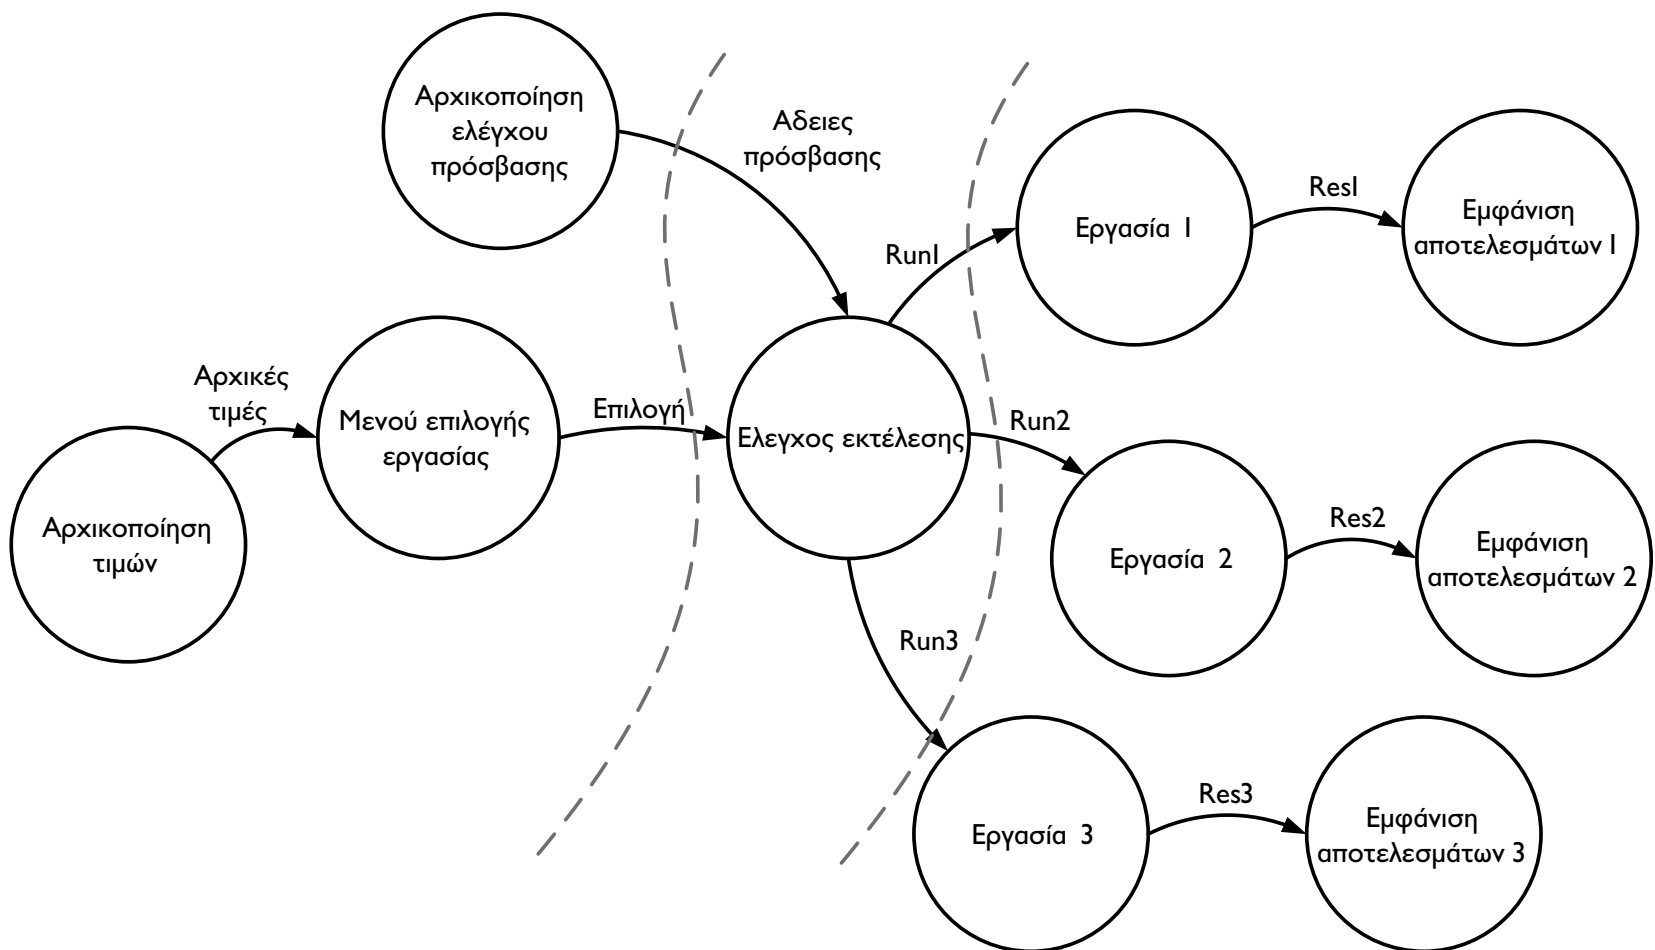 Αρχικοποίηση
ελέγχου
πρόσβασης
Αδειες
πρόσβασης
Run1
Εργασία 1
Res1
Εμφάνιση
αποτελεσμάτων 1
Αρχικές
τιμές
Μενού επιλογής
εργασίας
Επιλογή
Ελεγχος εκτέλεσης
Run2
Αρχικοποίηση
τιμών
Εργασία 2
Res2
Εμφάνιση
αποτελεσμάτων 2
Run3
Εργασία 3
Res3
Εμφάνιση
αποτελεσμάτων 3